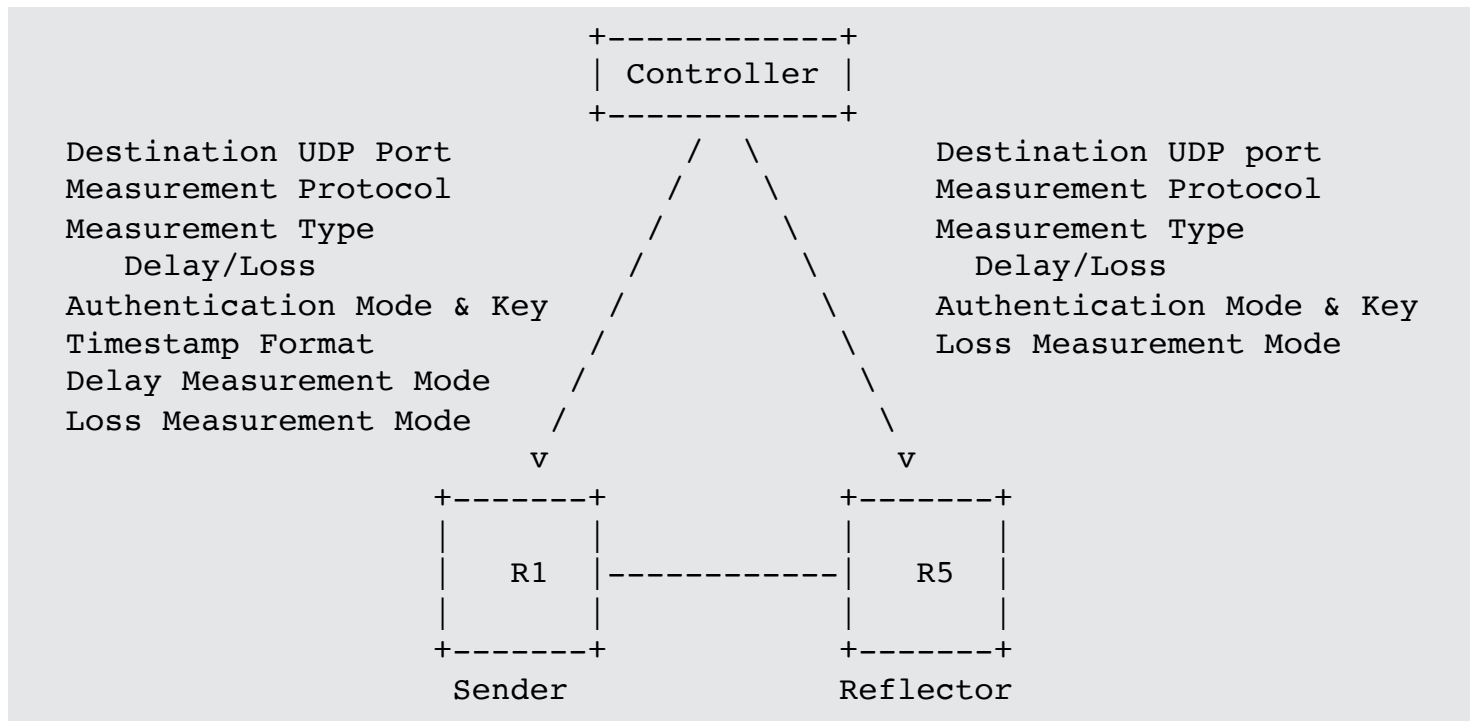 Controller
Destination UDP Port
Measurement Protocol
Measurement Type
Delay/Loss
Authentication Mode & Key
Timestamp Format
Delay Measurement Mode
Loss Measurement Mode
Destination UDP port
Measurement Protocol
Measurement Type
Delay/Loss
Authentication Mode & Key
Loss Measurement Mode
v v
R1 R5
Sender Reflector